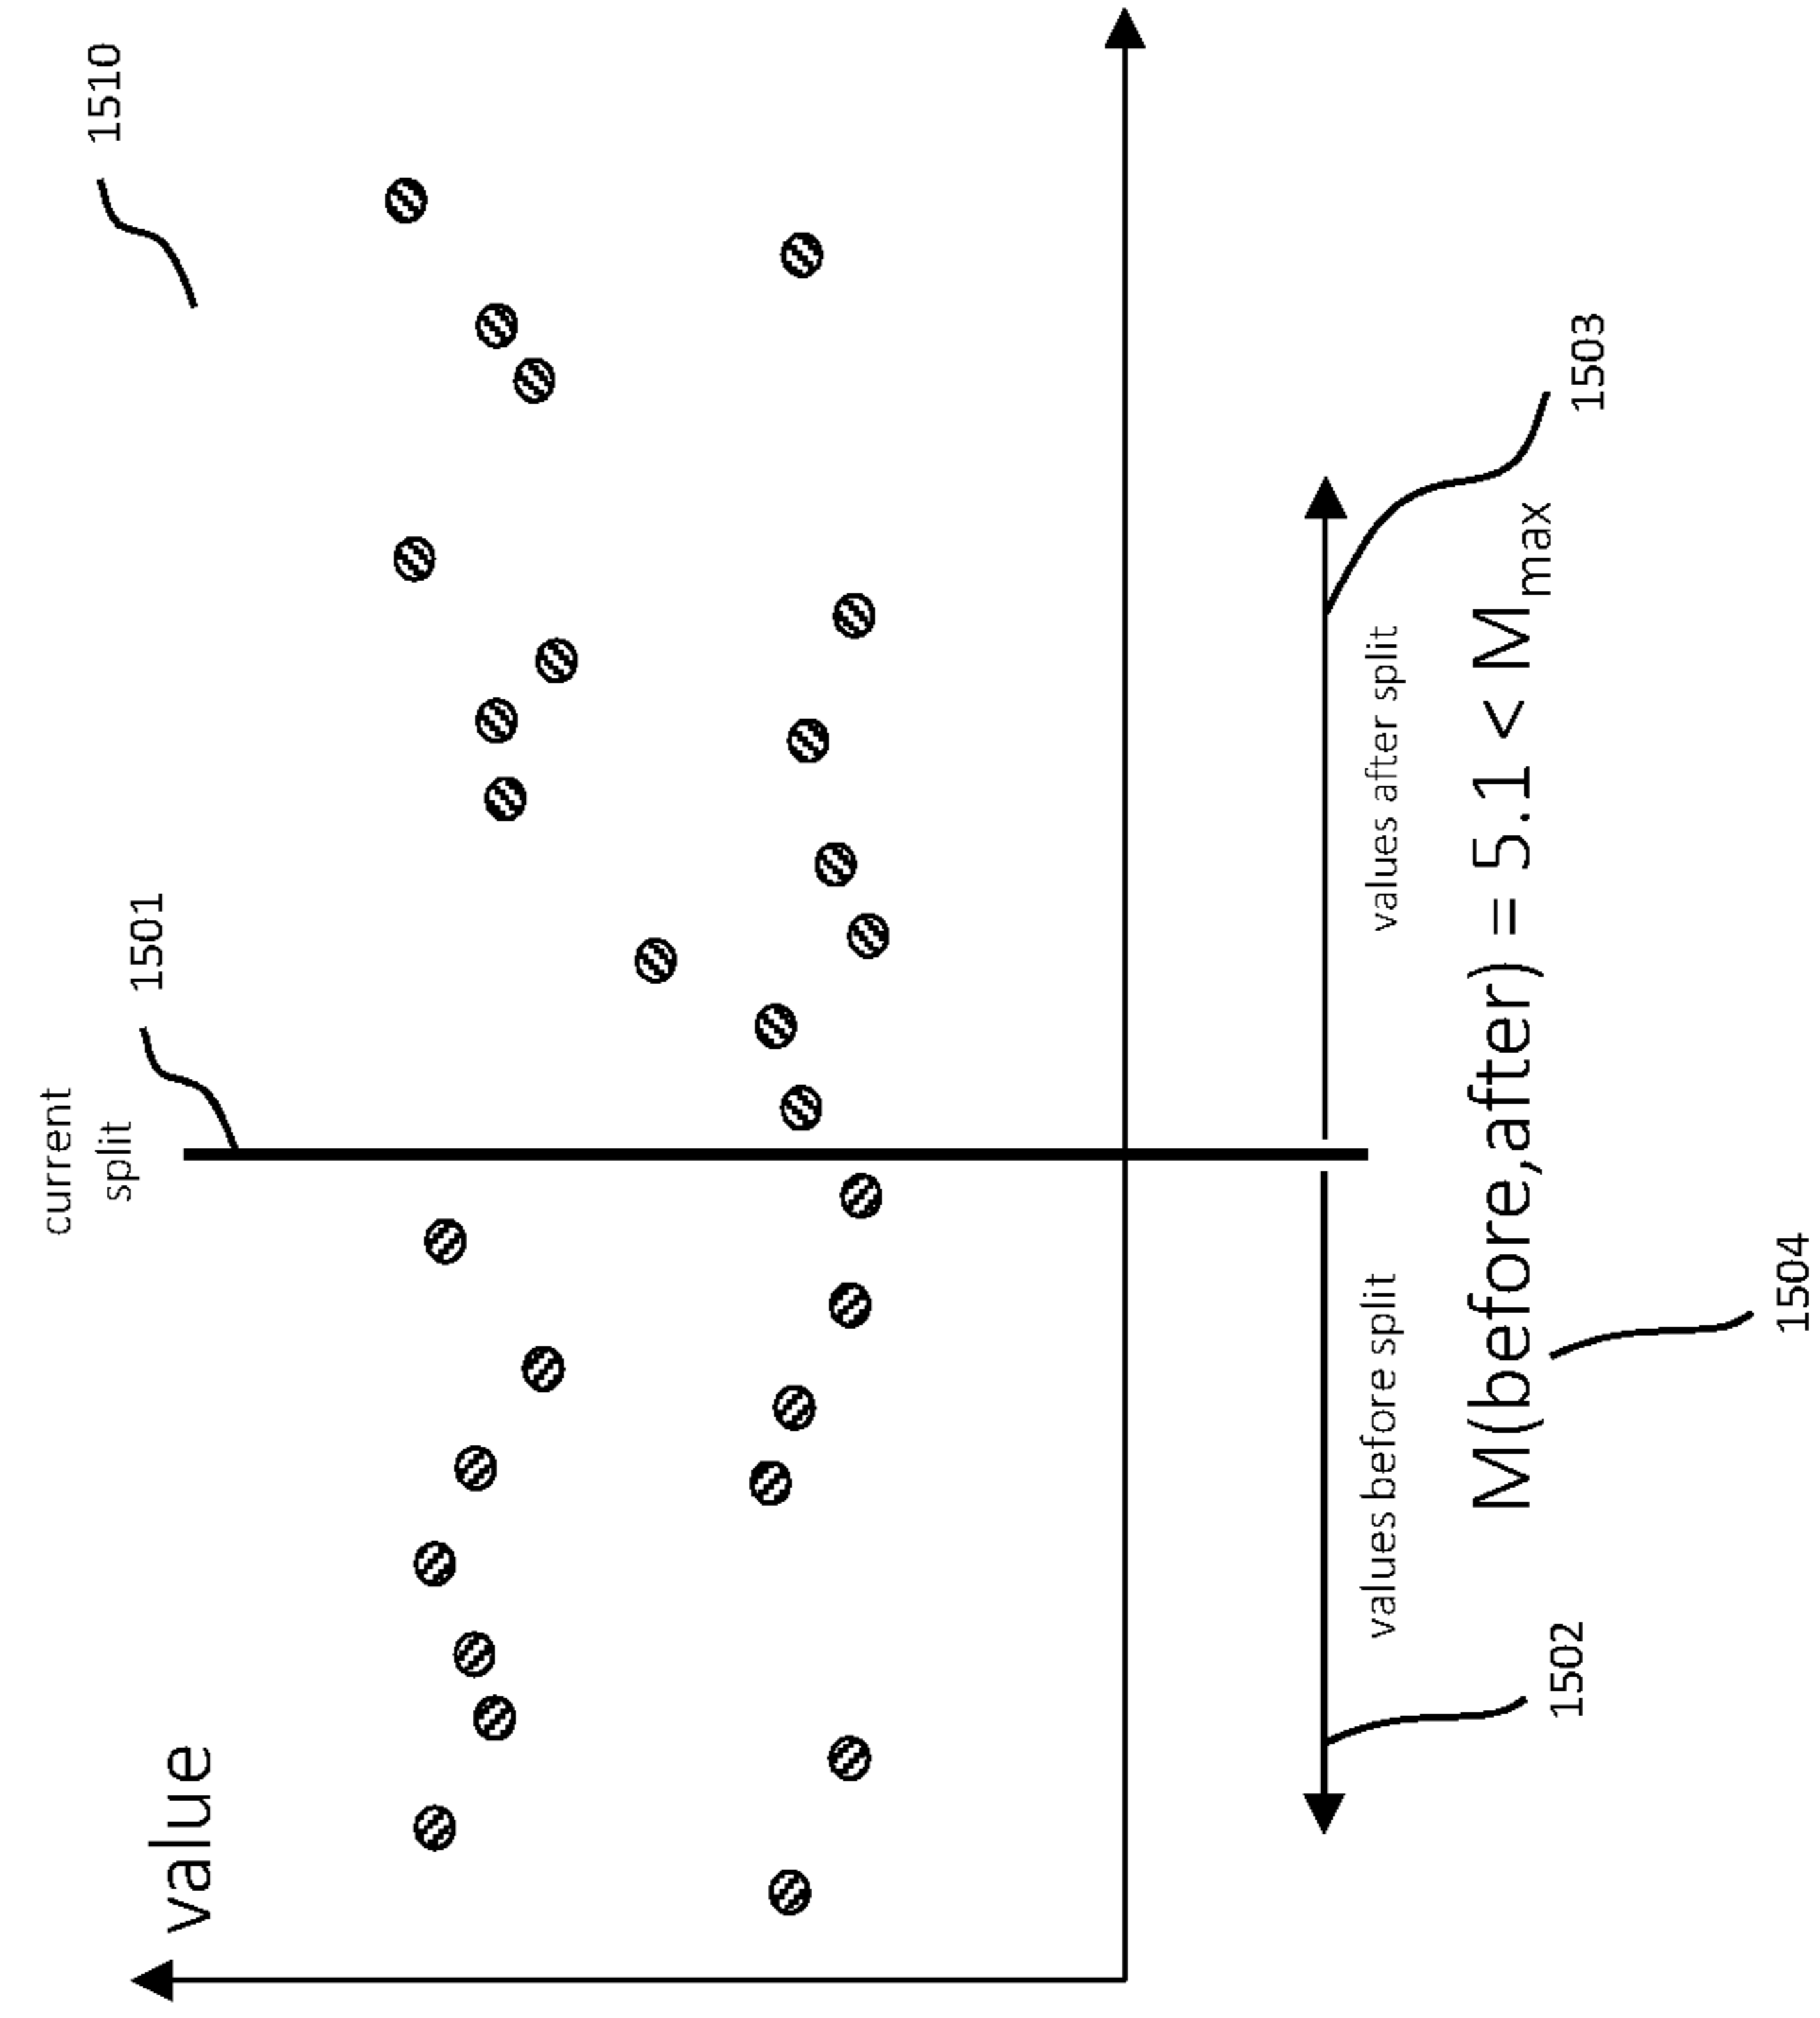 current
split
1501
1510
value
values before split
values after split
1502
1503
M(before,after) = 5.1 < Mmax
1504